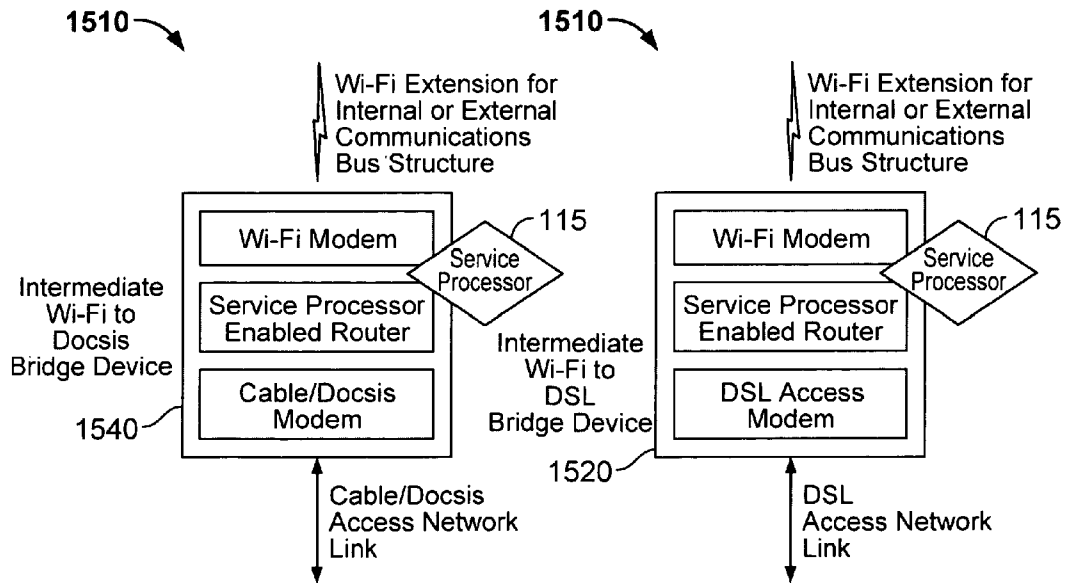 1510
Wi-Fi Extension for
Internal or External
Communications
Bus Structure
115
Wi-Fi Modem
Service
Processor
Service Processor
Enabled Router
Intermediate
Wi-Fi to
Docsis
Bridge Device
Cable/Docsis
Modem
1540
Cable/Docsis
Access Network
Link
1510
Wi-Fi Extension for
Internal or External
Communications
Bus Structure
115
Wi-Fi Modem
Service
Processor
Service Processor
Enabled Router
Intermediate
Wi-Fi to
DSL
Bridge Device
DSL Access
Modem
1520
DSL
Access Network
Link